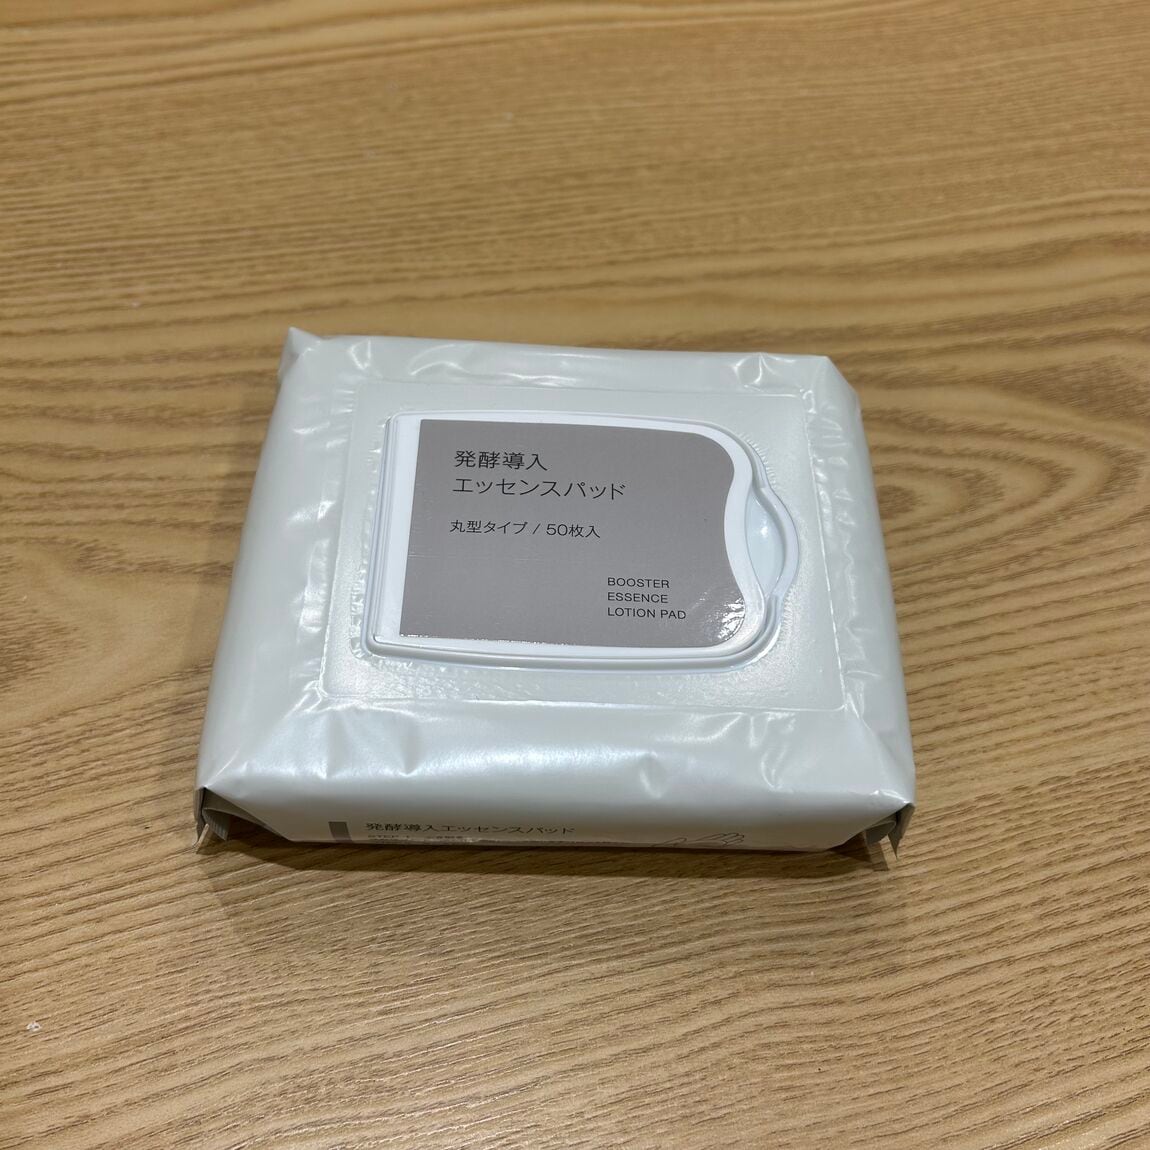 発酵導入
エッセンスパッド
丸型タイプ / 50枚入
BOOSTER
ESSENCE
LOTION PAD
発酵導入エッセンスパッド